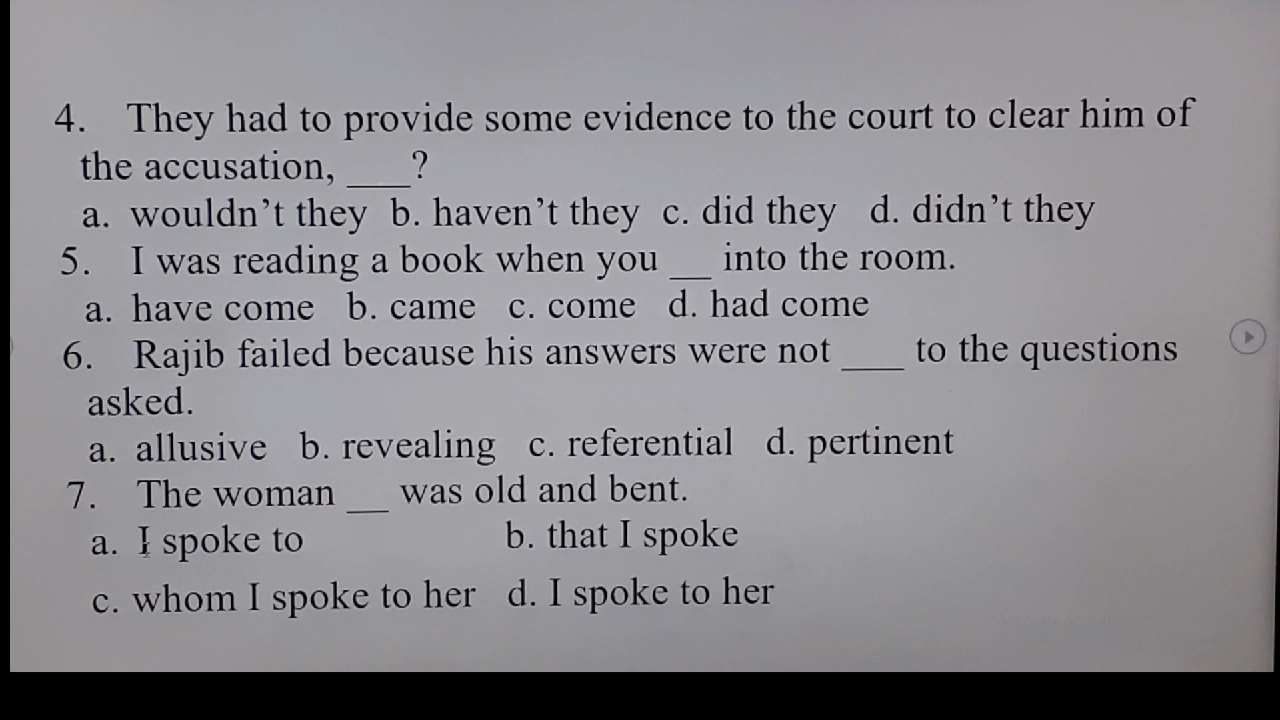 4. They had to provide some evidence to the court to clear him of
the accusation, ___?
a. wouldn't they b. haven't they c. did they d. didn't they
5. I was reading a book when you __ into the room.
a. have come b. came c. come d. had come
6. Rajib failed because his answers were not ___ to the questions
asked.
a. allusive b. revealing c. referential d. pertinent
7. The woman __ was old and bent.
a. I spoke to b. that I spoke
c. whom I spoke to her d. I spoke to her